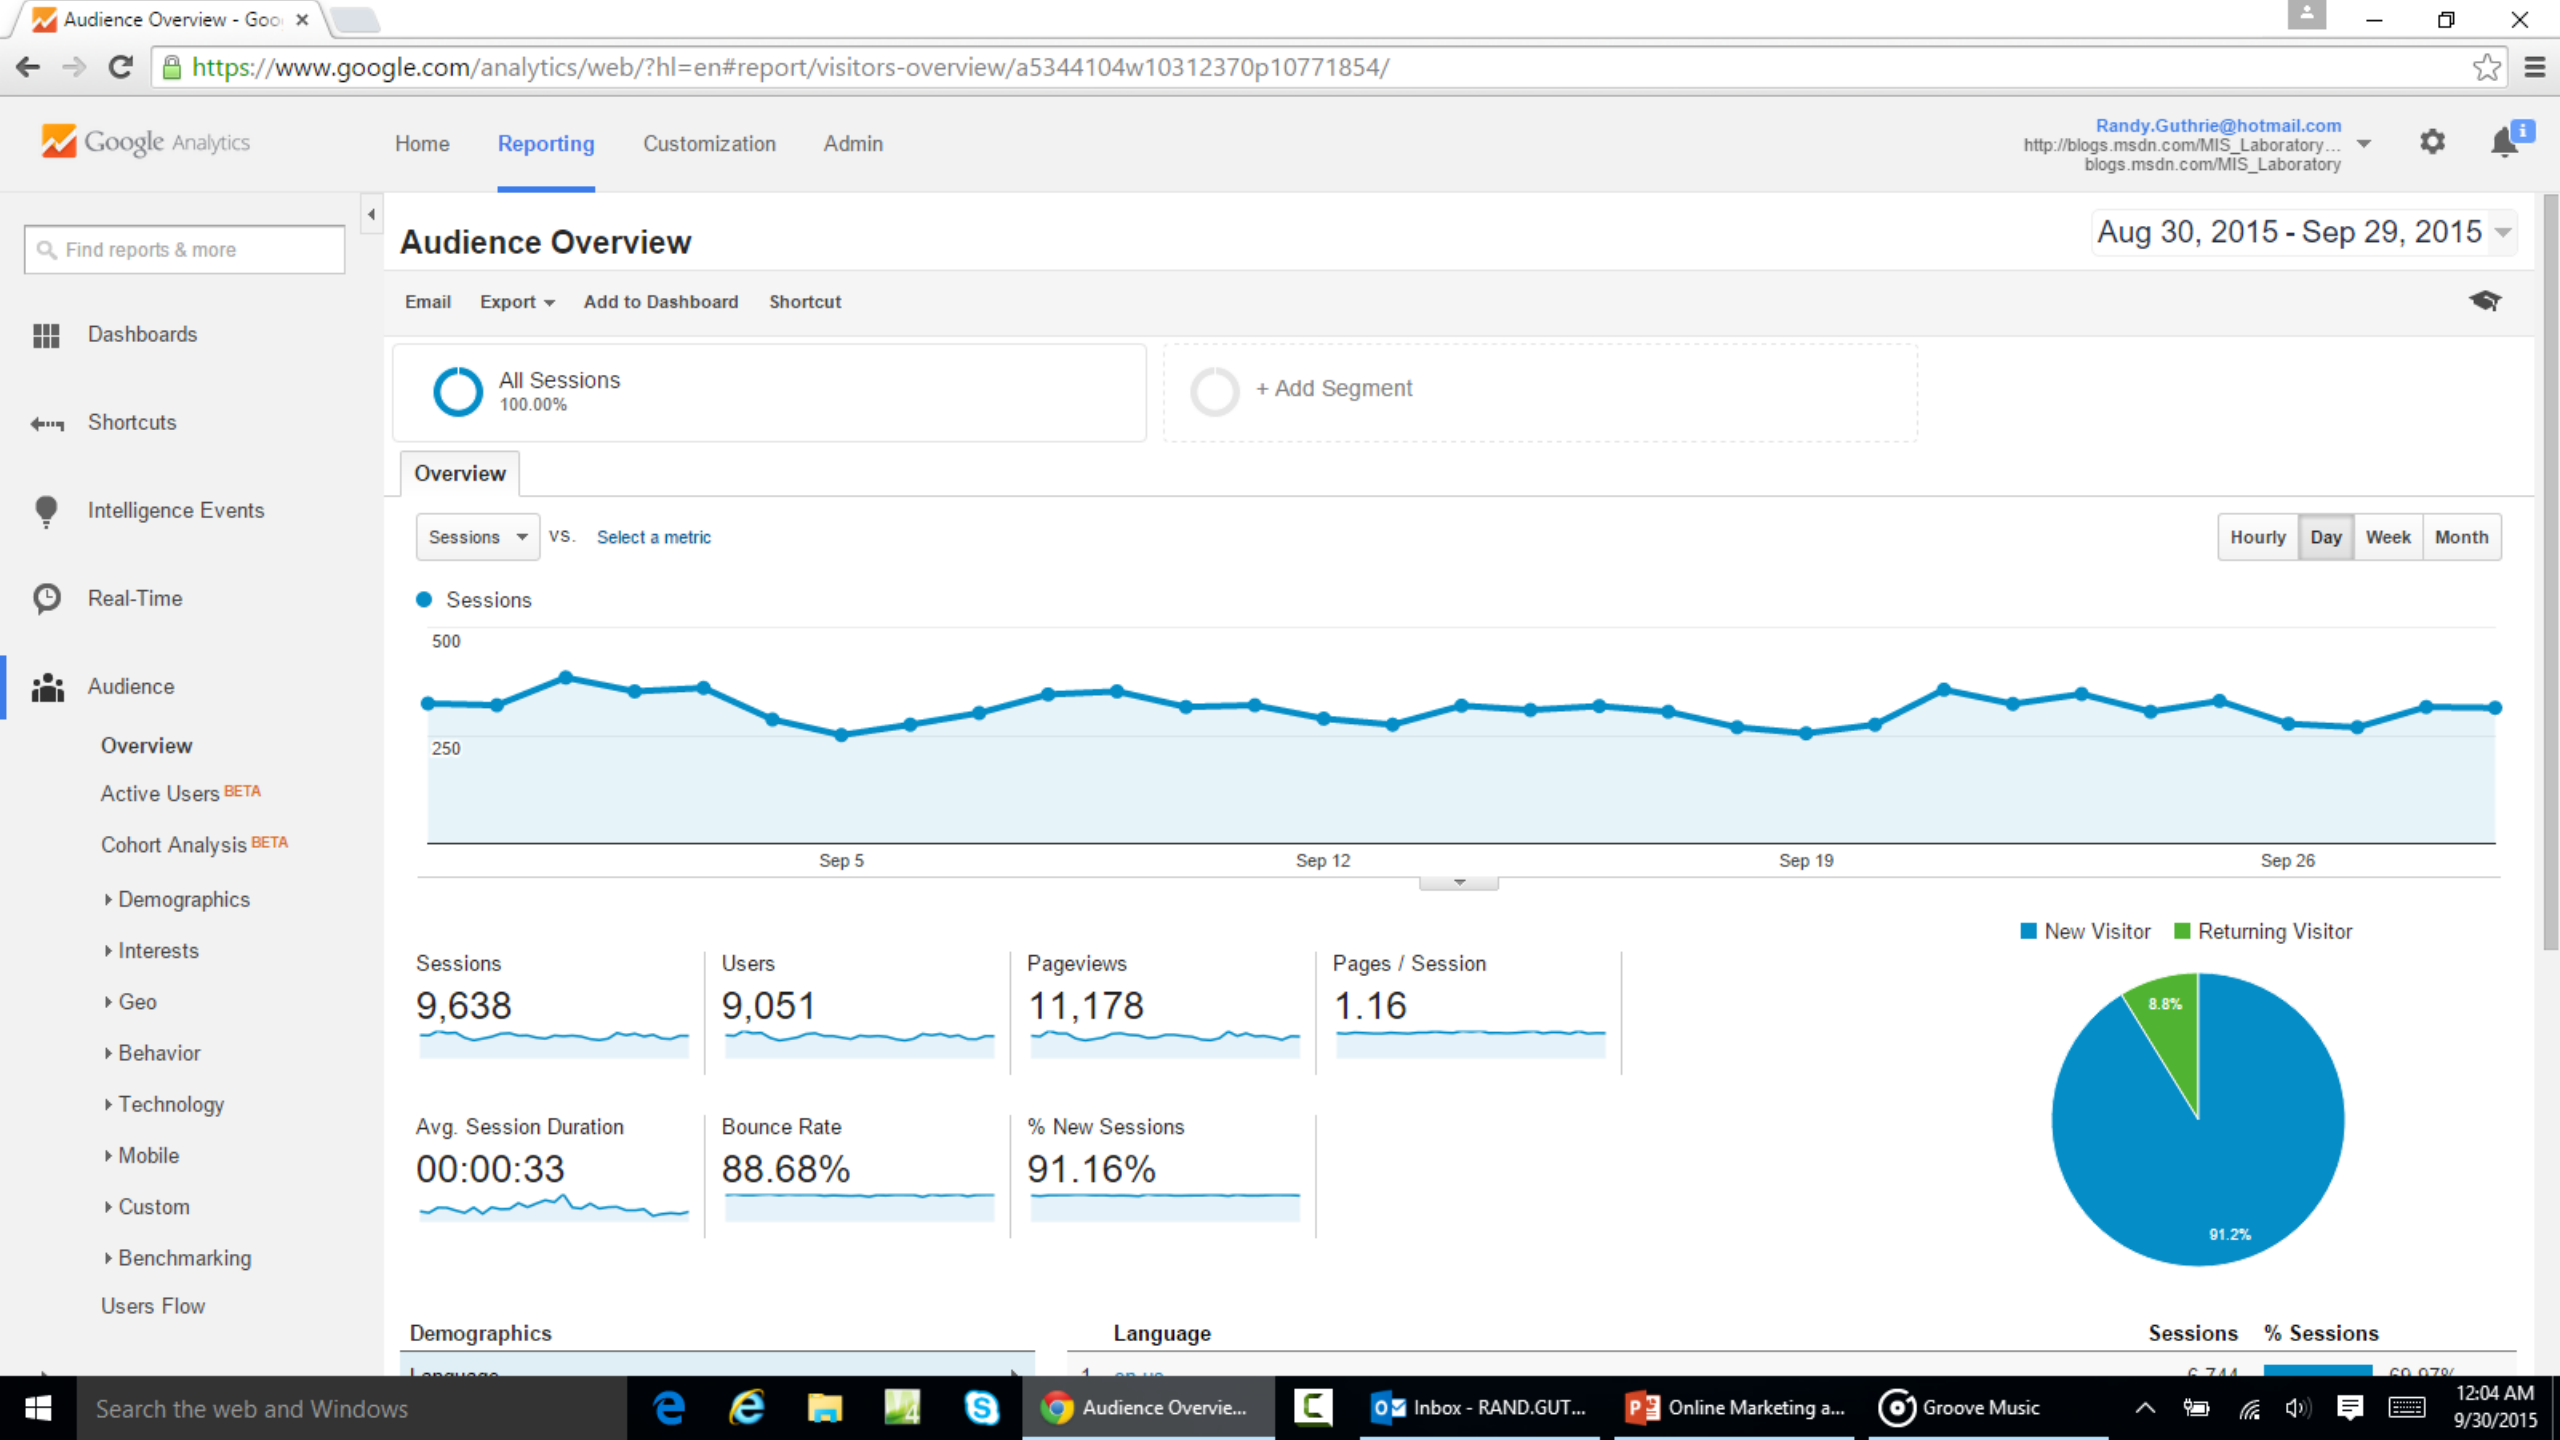 Audience Overview - Goo
https://www.google.com/analytics/web/?hl=en#report/visitors-overview/a5344104w10312370p10771854/
Google Analytics
Home Reporting Customization Admin
Randy.Guthrie@hotmail.com
http://blogs.msdn.com/MIS_Laboratory...
blogs.msdn.com/MIS_Laboratory
Find reports & more
Dashboards
Shortcuts
Intelligence Events
Real-Time
Audience
Overview
Active Users BETA
Cohort Analysis BETA
Demographics
Interests
Geo
Behavior
Technology
Mobile
Custom
Benchmarking
Users Flow
Audience Overview
Aug 30, 2015 - Sep 29, 2015
Email Export Add to Dashboard Shortcut
All Sessions
100.00%
+ Add Segment
Overview
Sessions VS. Select a metric
Hourly Day Week Month
Sessions
500
250
Sep 5 Sep 12 Sep 19 Sep 26
Sessions
9,638
Users
9,051
Pageviews
11,178
Pages / Session
1.16
Avg. Session Duration
00:00:33
Bounce Rate
88.68%
% New Sessions
91.16%
New Visitor Returning Visitor
8.8%
91.2%
Demographics
Language Sessions % Sessions
Language
1. en-us 6,744 69.97%
Search the web and Windows
Audience Overvie...
Inbox - RAND.GUT...
Online Marketing a...
Groove Music
12:04 AM
9/30/2015